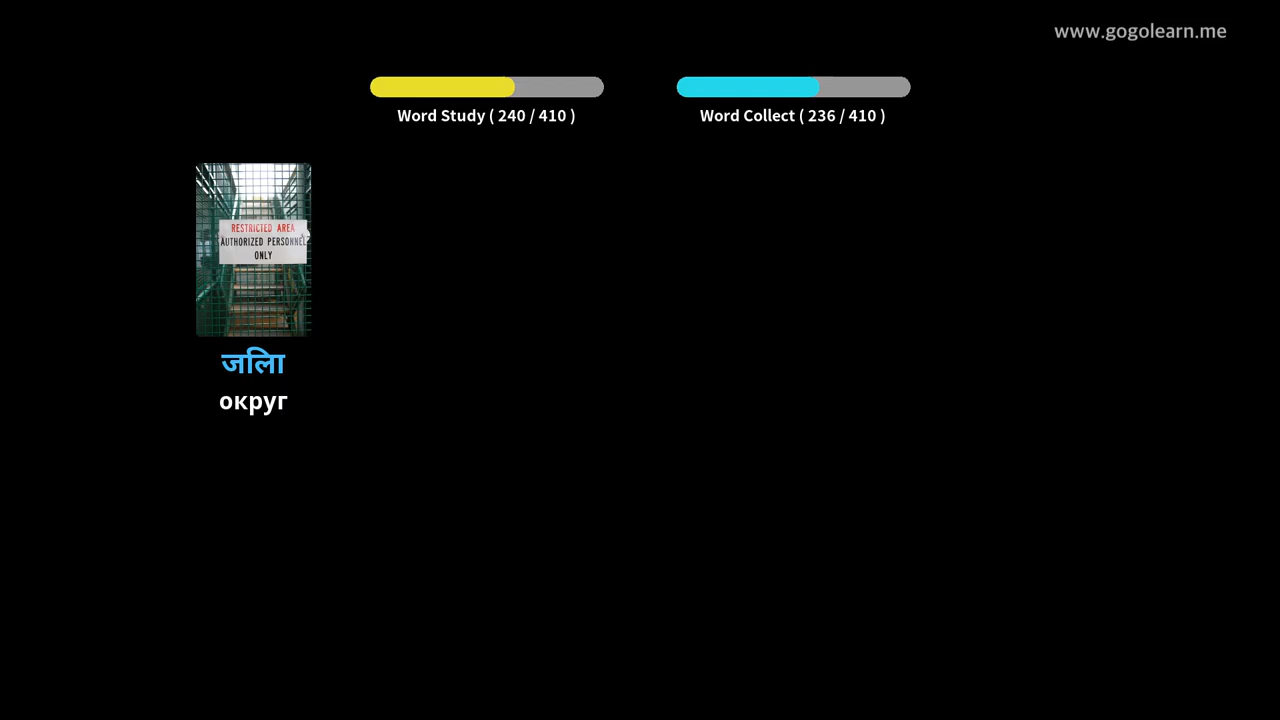 www.gogolearn.me
Word Study ( 240 / 410 )
Word Collect ( 236 / 410 )
RESTRICTED AREA
AUTHORIZED PERSONNEL
ONLY
जलिा
округ